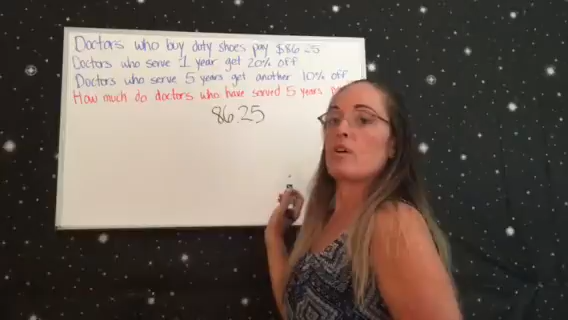 Doctors who buy duty shoes pay $86.25
Doctors who serve 1 year get 20% off
Doctors who serve 5 years get another 10% off
How much do doctors who have served 5 years
86.25